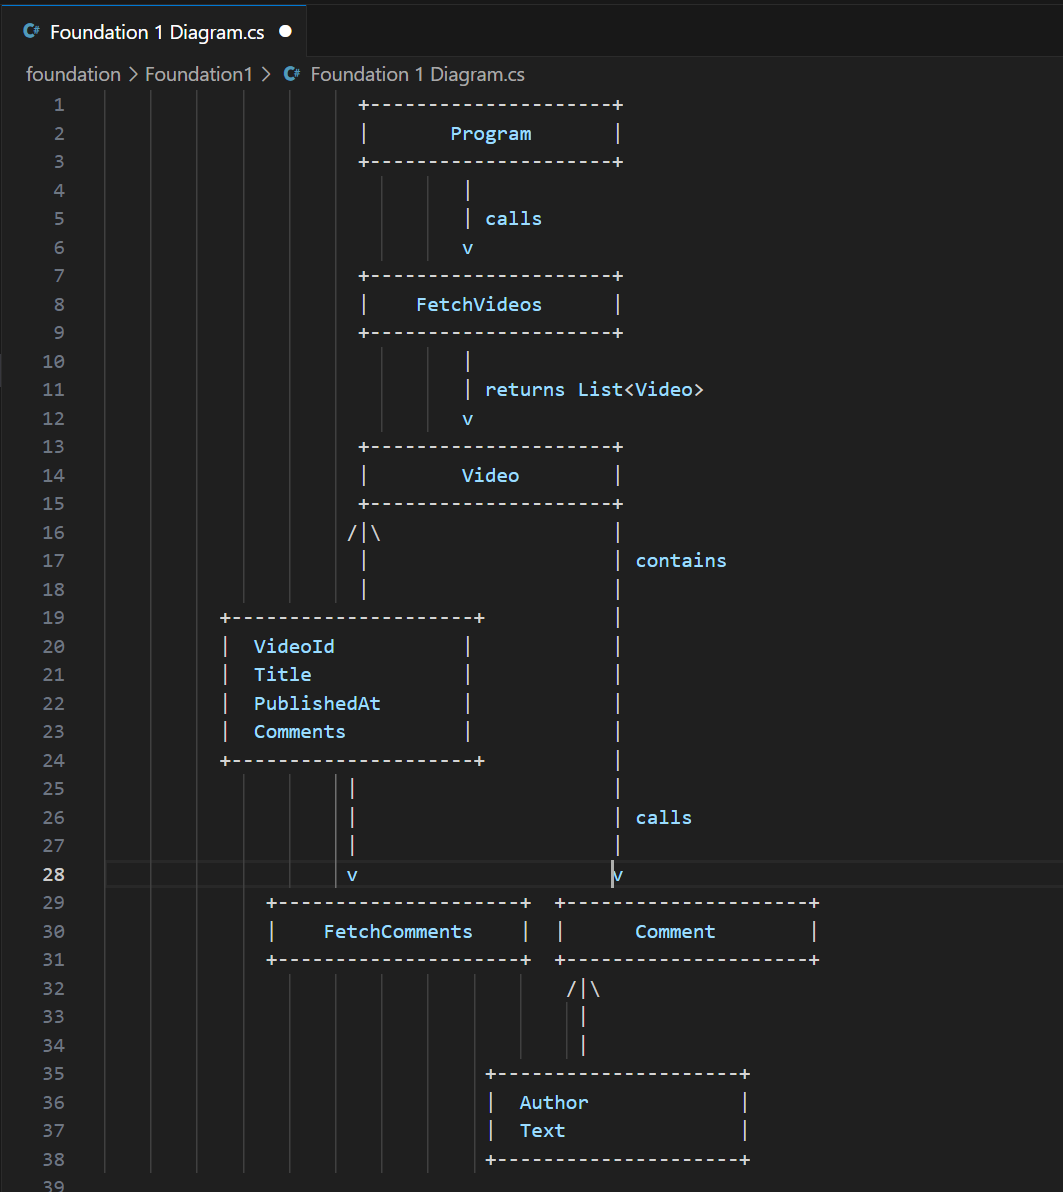 Foundation 1 Diagram.cs
foundation > Foundation1 > Foundation 1 Diagram.cs
1 +---------------------+
2 | Program |
3 +---------------------+
4 |
5 | calls
6 v
7 +---------------------+
8 | FetchVideos |
9 +---------------------+
10 |
11 | returns List<Video>
12 v
13 +---------------------+
14 | Video |
15 +---------------------+
16 /|\ |
17 | | contains
18 | |
19 +---------------------+ |
20 | VideoId | |
21 | Title | |
22 | PublishedAt | |
23 | Comments | |
24 +---------------------+ |
25 | |
26 | | calls
27 | |
28 v v
29 +---------------------+ +---------------------+
30 | FetchComments | | Comment |
31 +---------------------+ +---------------------+
32 /|\
33 |
34 |
35 +---------------------+
36 | Author |
37 | Text |
38 +---------------------+
39